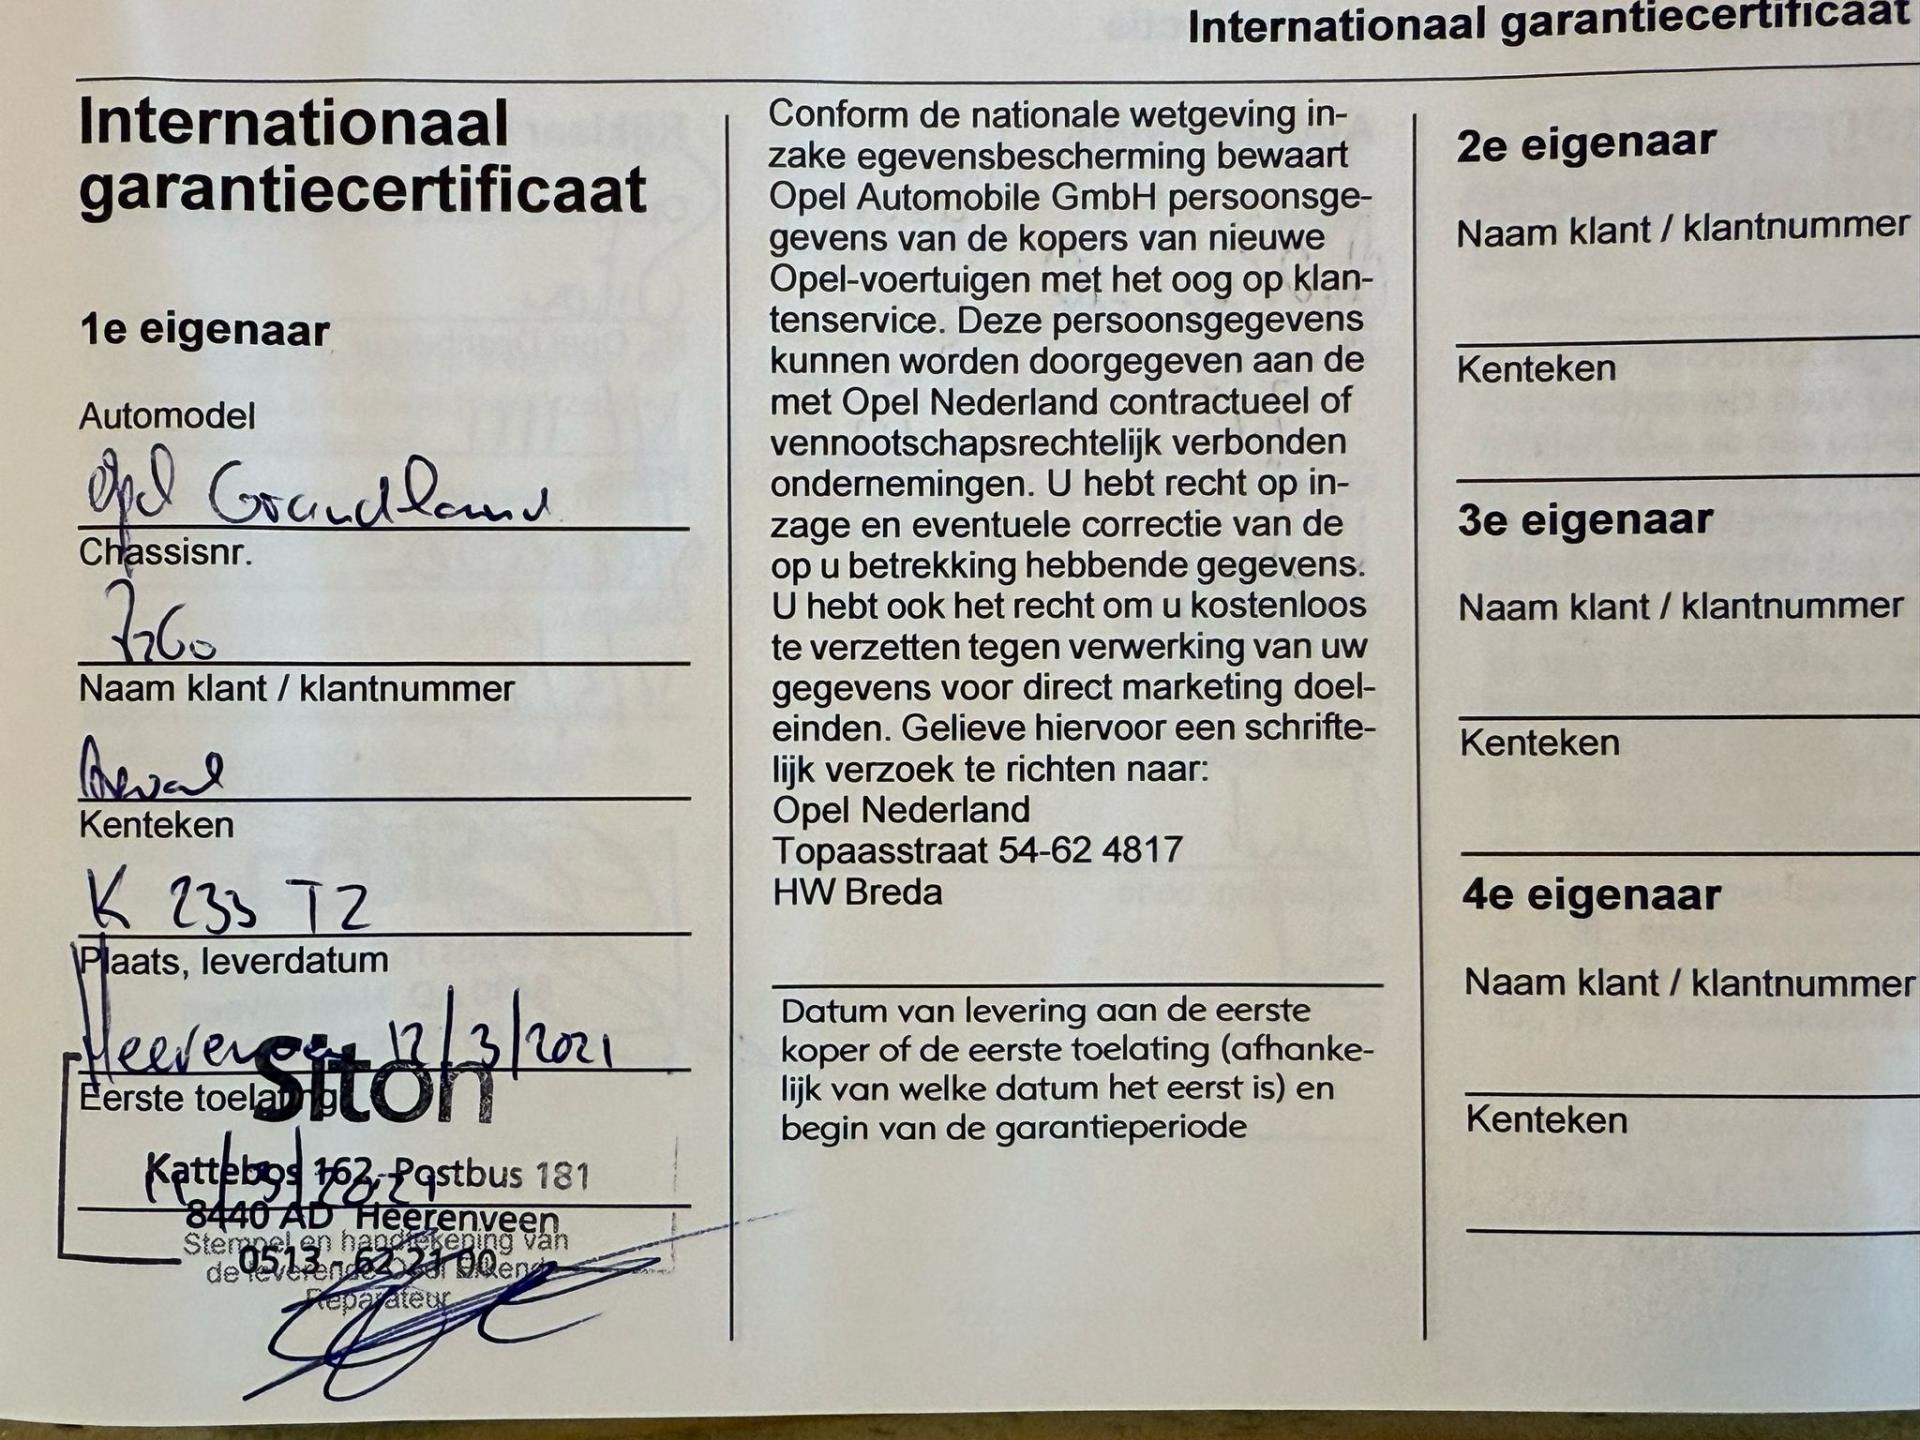 Internationaal garantiecertificaat
Internationaal
garantiecertificaat
1e eigenaar
Automodel
Opel Grandland
Chassisnr.
Naam klant / klantnummer
Kenteken
K 233 TZ
Plaats, leverdatum
Heerenveen 12/3/2021
Eerste toelating
Siton
Kattebos 162, Postbus 181
8440 AD Heerenveen
0513 - 62 21 00
Stempel en handtekening van
de leverende Opel Erkend
Reparateur
Conform de nationale wetgeving in-
zake egevensbescherming bewaart
Opel Automobile GmbH persoonsge-
gevens van de kopers van nieuwe
Opel-voertuigen met het oog op klan-
tenservice. Deze persoonsgegevens
kunnen worden doorgegeven aan de
met Opel Nederland contractueel of
vennootschapsrechtelijk verbonden
ondernemingen. U hebt recht op in-
zage en eventuele correctie van de
op u betrekking hebbende gegevens.
U hebt ook het recht om u kostenloos
te verzetten tegen verwerking van uw
gegevens voor direct marketing doel-
einden. Gelieve hiervoor een schrifte-
lijk verzoek te richten naar:
Opel Nederland
Topaasstraat 54-62 4817
HW Breda
Datum van levering aan de eerste
koper of de eerste toelating (afhanke-
lijk van welke datum het eerst is) en
begin van de garantieperiode
2e eigenaar
Naam klant / klantnummer
Kenteken
3e eigenaar
Naam klant / klantnummer
Kenteken
4e eigenaar
Naam klant / klantnummer
Kenteken